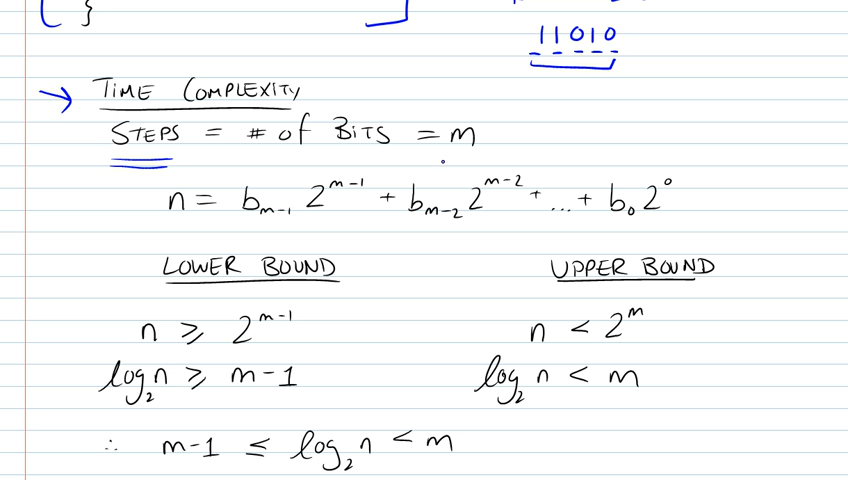 }
11010
→ TIME COMPLEXITY
STEPS = # of BITS = m
n = b_{m-1} 2^{m-1} + b_{m-2} 2^{m-2} + ... + b_0 2^0
LOWER BOUND UPPER BOUND
n ≥ 2^{m-1} n < 2^m
log_2 n ≥ m-1 log_2 n < m
∴ m-1 ≤ log_2 n < m